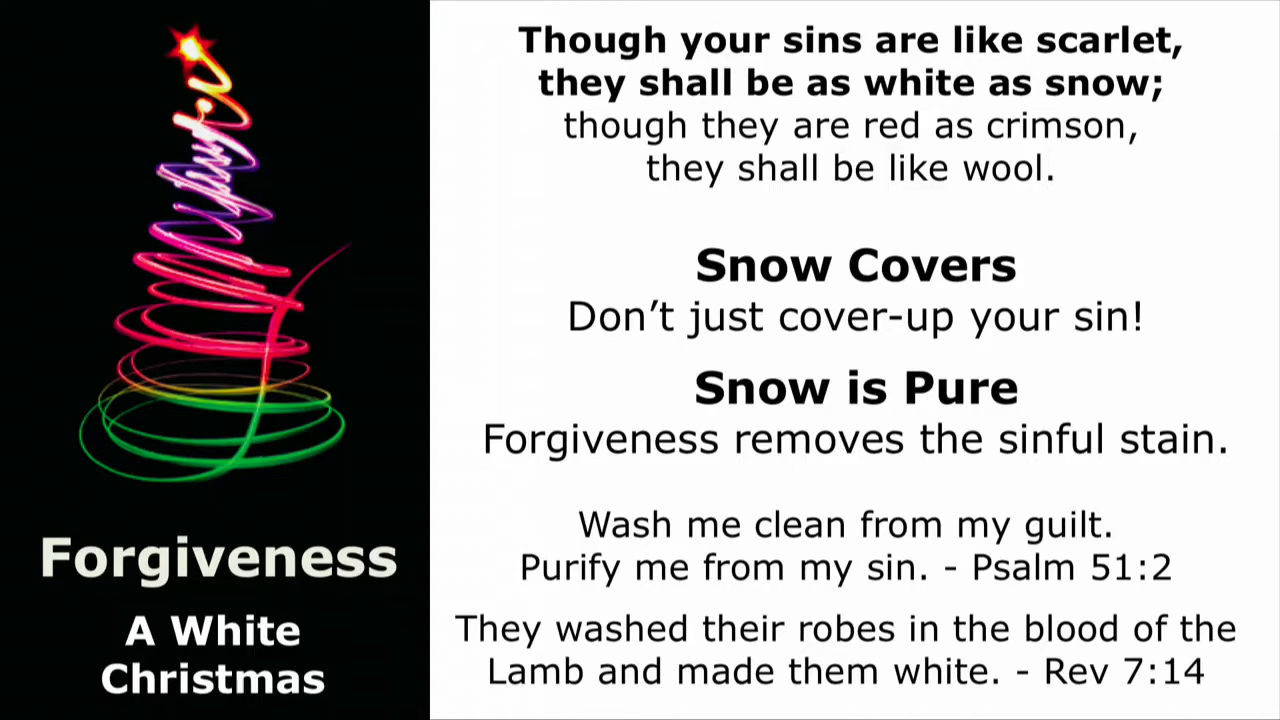 Though your sins are like scarlet,
they shall be as white as snow;
though they are red as crimson,
they shall be like wool.
Snow Covers
Don’t just cover-up your sin!
Snow is Pure
Forgiveness removes the sinful stain.
Wash me clean from my guilt.
Purify me from my sin. - Psalm 51:2
They washed their robes in the blood of the
Lamb and made them white. - Rev 7:14
Forgiveness
A White
Christmas